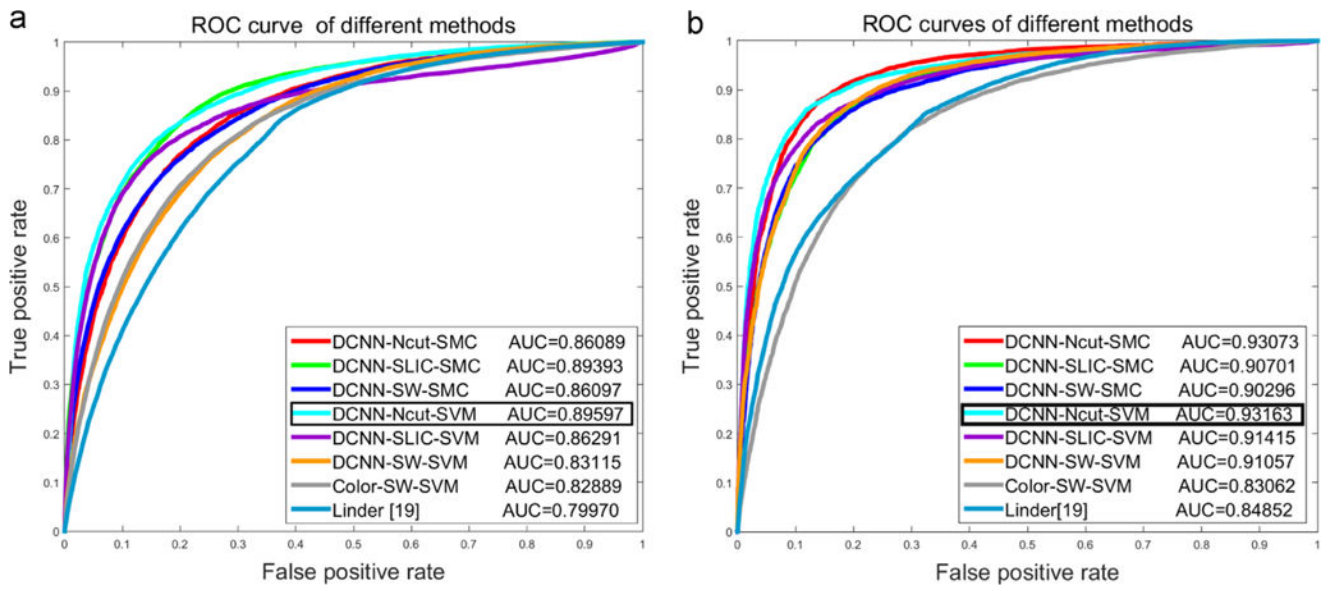 a
ROC curve of different methods
1
0.9
0.8
0.7
0.6
0.5
0.4
0.3
0.2
0.1
0
True positive rate
DCNN-Ncut-SMC AUC=0.86089
DCNN-SLIC-SMC AUC=0.89393
DCNN-SW-SMC AUC=0.86097
DCNN-Ncut-SVM AUC=0.89597
DCNN-SLIC-SVM AUC=0.86291
DCNN-SW-SVM AUC=0.83115
Color-SW-SVM AUC=0.82889
Linder [19] AUC=0.79970
0 0.1 0.2 0.3 0.4 0.5 0.6 0.7 0.8 0.9 1
False positive rate
b
ROC curves of different methods
1
0.9
0.8
0.7
0.6
0.5
0.4
0.3
0.2
0.1
0
True positive rate
DCNN-Ncut-SMC AUC=0.93073
DCNN-SLIC-SMC AUC=0.90701
DCNN-SW-SMC AUC=0.90296
DCNN-Ncut-SVM AUC=0.93163
DCNN-SLIC-SVM AUC=0.91415
DCNN-SW-SVM AUC=0.91057
Color-SW-SVM AUC=0.83062
Linder[19] AUC=0.84852
0 0.1 0.2 0.3 0.4 0.5 0.6 0.7 0.8 0.9 1
False positive rate